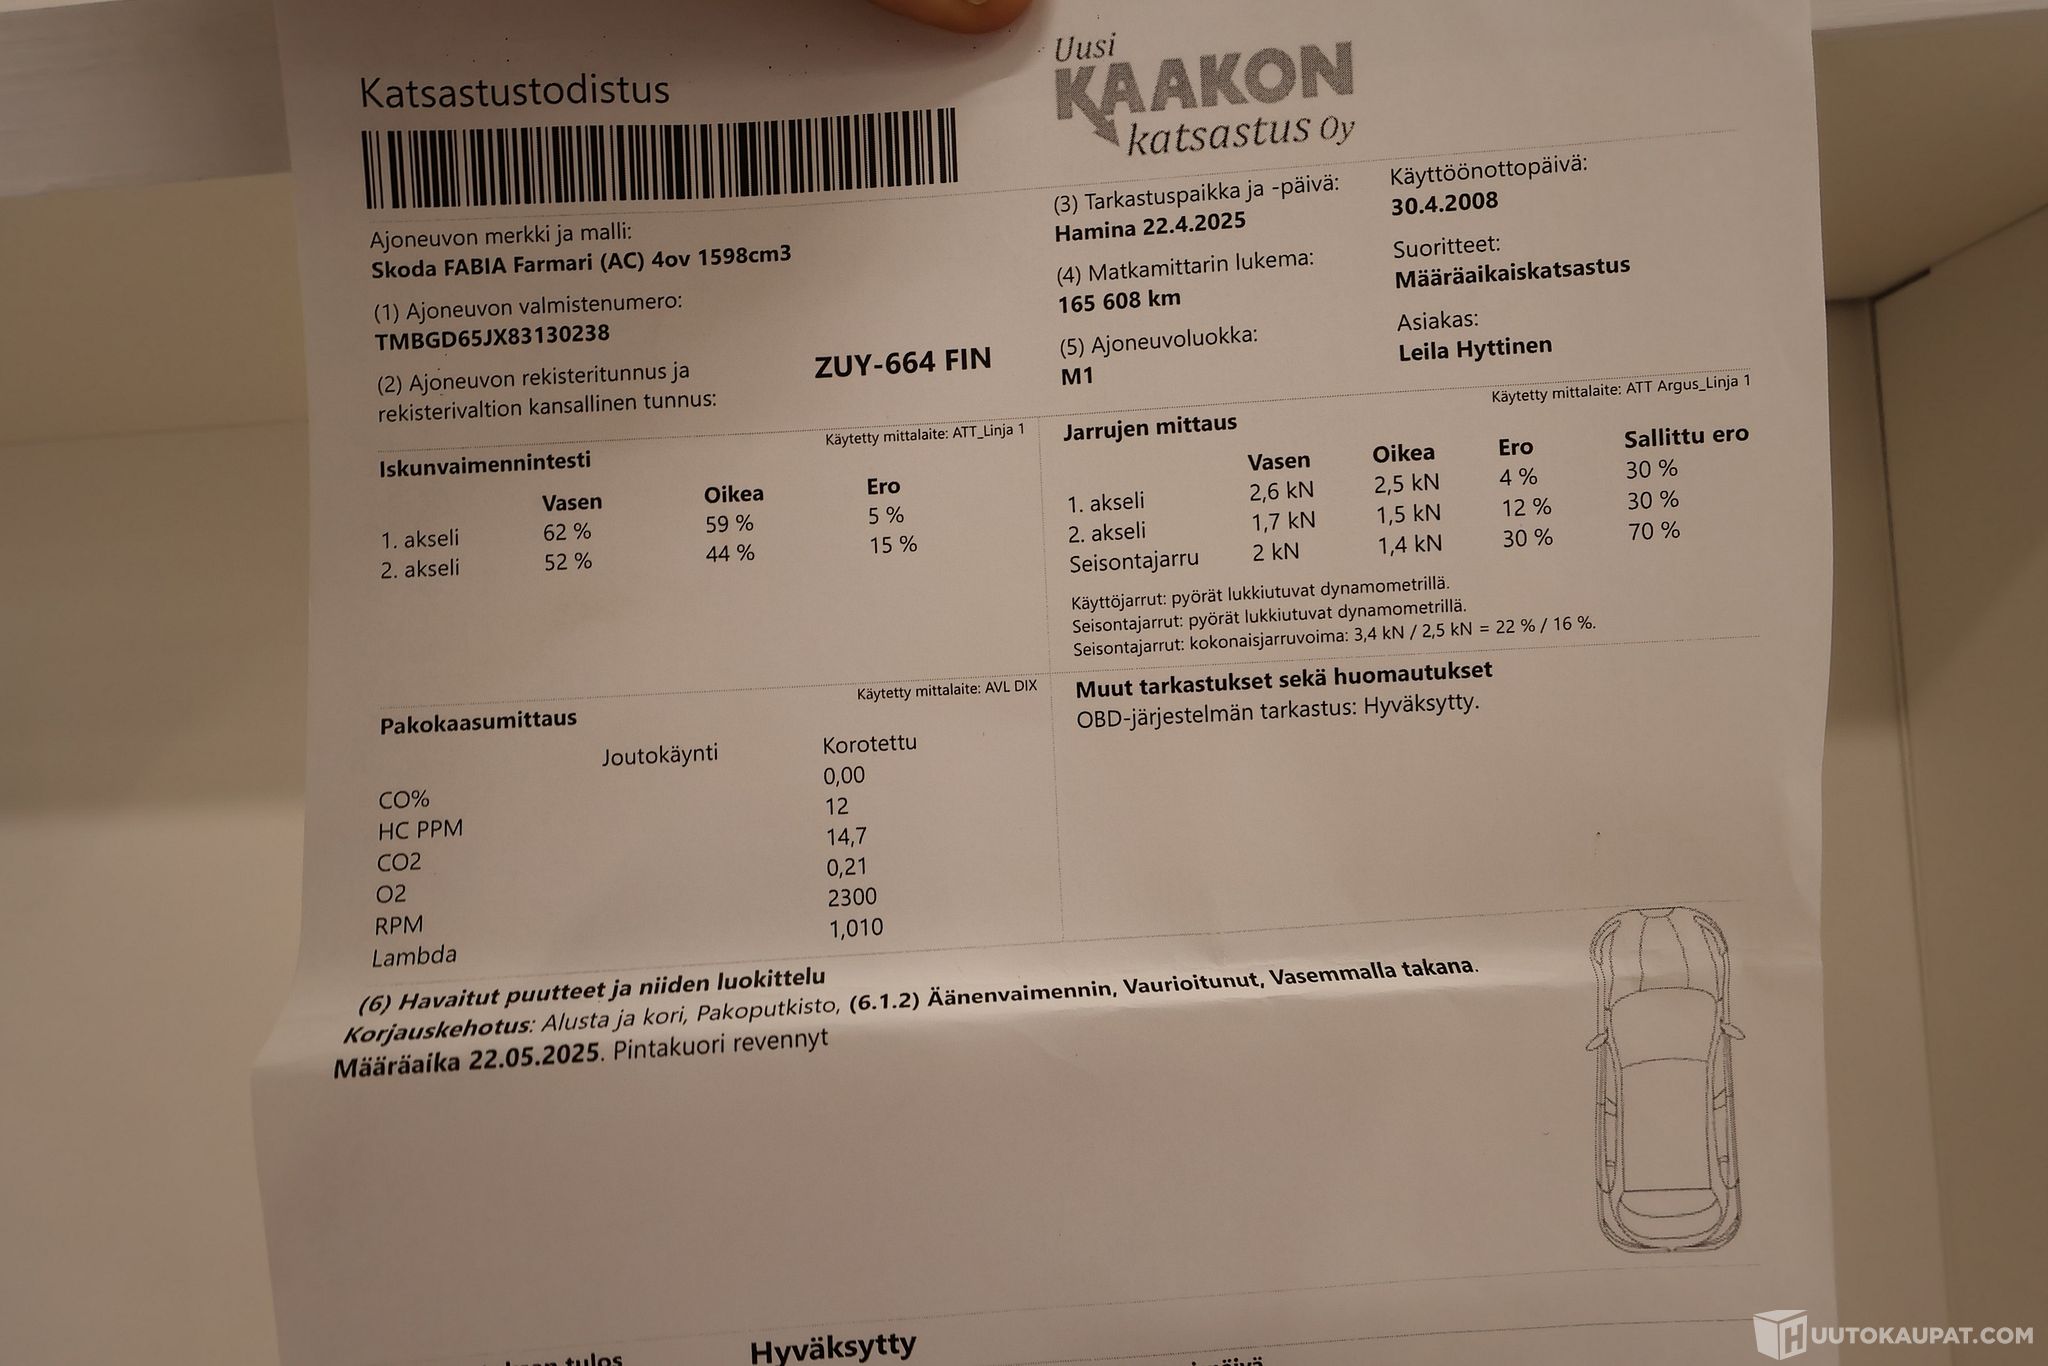 Katsastustodistus
Uusi
KAAKON
katsastus Oy
Ajoneuvon merkki ja malli:
Skoda FABIA Farmari (AC) 4ov 1598cm3
(1) Ajoneuvon valmistenumero:
TMBGD65JX83130238
(2) Ajoneuvon rekisteritunnus ja
rekisterivaltion kansallinen tunnus:
ZUY-664 FIN
(3) Tarkastuspaikka ja -päivä:
Hamina 22.4.2025
(4) Matkamittarin lukema:
165 608 km
(5) Ajoneuvoluokka:
M1
Käyttöönottopäivä:
30.4.2008
Suoritteet:
Määräaikaiskatsastus
Asiakas:
Leila Hyttinen
Käytetty mittalaite: ATT_Linja 1
Iskunvaimennintesti
Vasen Oikea Ero
1. akseli 62 % 59 % 5 %
2. akseli 52 % 44 % 15 %
Käytetty mittalaite: ATT Argus_Linja 1
Jarrujen mittaus
Vasen Oikea Ero Sallittu ero
1. akseli 2,6 kN 2,5 kN 4 % 30 %
2. akseli 1,7 kN 1,5 kN 12 % 30 %
Seisontajarru 2 kN 1,4 kN 30 % 70 %
Käyttöjarrut: pyörät lukkiutuvat dynamometrillä.
Seisontajarrut: pyörät lukkiutuvat dynamometrillä.
Seisontajarrut: kokonaisjarruvoima: 3,4 kN / 2,5 kN = 22 % / 16 %.
Käytetty mittalaite: AVL DIX
Pakokaasumittaus
Joutokäynti Korotettu
CO% 0,00
HC PPM 12
CO2 14,7
O2 0,21
RPM 2300
Lambda 1,010
Muut tarkastukset sekä huomautukset
OBD-järjestelmän tarkastus: Hyväksytty.
(6) Havaitut puutteet ja niiden luokittelu
Korjauskehotus: Alusta ja kori, Pakoputkisto, (6.1.2) Äänenvaimennin, Vaurioitunut, Vasemmalla takana.
Määräaika 22.05.2025. Pintakuori revennyt
tulos Hyväksytty
HUUTOKAUPAT.COM